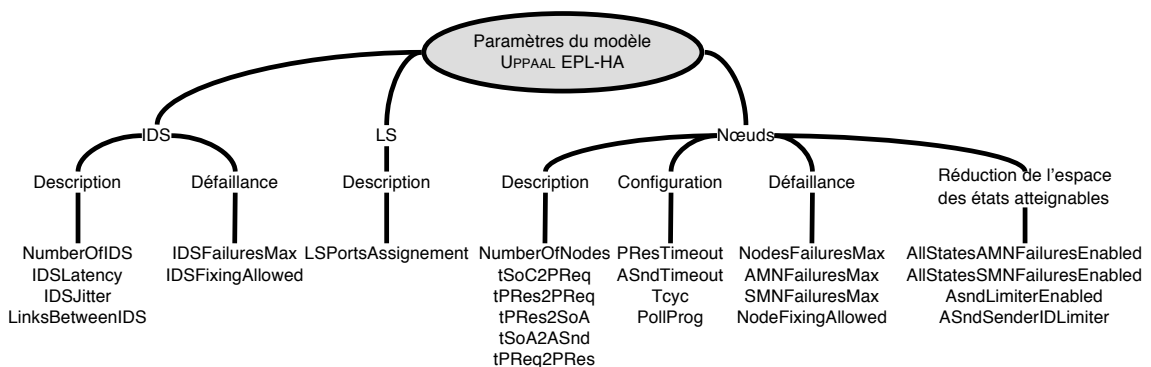 Paramètres du modèle
UPPAAL EPL-HA
IDS
LS
Nœuds
Description
Défaillance
Description
Description
Configuration
Défaillance
Réduction de l'espace
des états atteignables
NumberOfIDS
IDSLatency
IDSJitter
LinksBetweenIDS
IDSFailuresMax
IDSFixingAllowed
LSPortsAssignement
NumberOfNodes
tSoC2PReq
tPRes2PReq
tPRes2SoA
tSoA2ASnd
tPReq2PRes
PResTimeout
ASndTimeout
Tcyc
PollProg
NodesFailuresMax
AMNFailuresMax
SMNFailuresMax
NodeFixingAllowed
AllStatesAMNFailuresEnabled
AllStatesSMNFailuresEnabled
AsndLimiterEnabled
ASndSenderIDLimiter